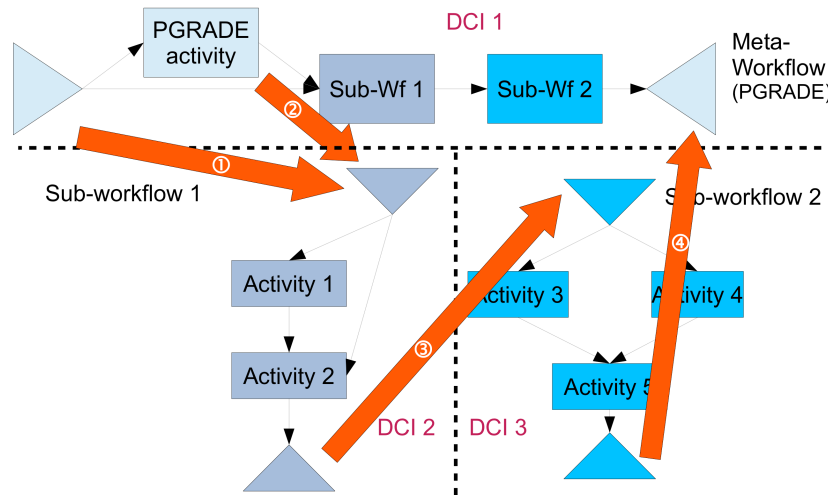 DCI 1
PGRADE
activity
Meta-
Workflow
(PGRADE)
Sub-Wf 1
Sub-Wf 2
②
①
Sub-workflow 1
Sub-workflow 2
④
Activity 1
Activity 3
Activity 4
③
Activity 2
Activity 5
DCI 2
DCI 3